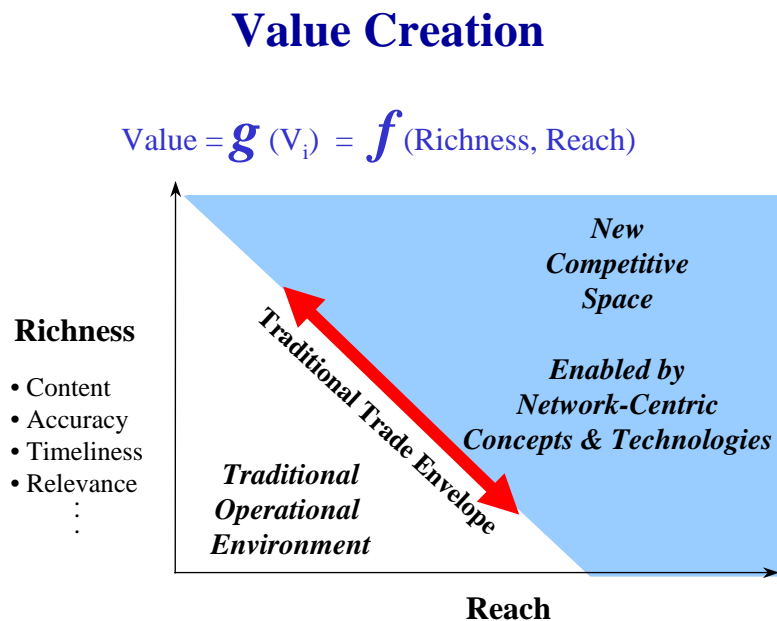 Value Creation
Value = g (Vi) = f (Richness, Reach)
New
Competitive
Space
Richness
• Content
• Accuracy
• Timeliness
• Relevance
Traditional Trade Envelope
Enabled by
Network-Centric
Concepts & Technologies
Traditional
Operational
Environment
Reach